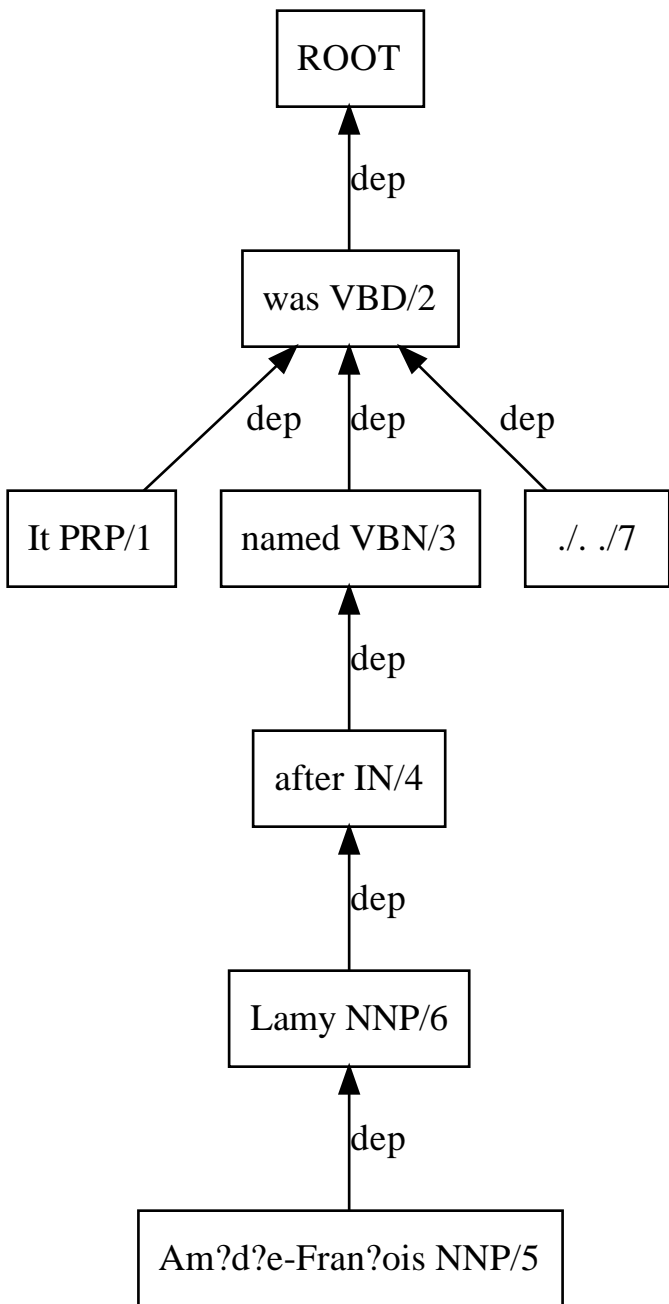 ROOT
dep
was VBD/2
dep dep dep
It PRP/1 named VBN/3 ./. ./7
dep
after IN/4
dep
Lamy NNP/6
dep
Am?d?e-Fran?ois NNP/5